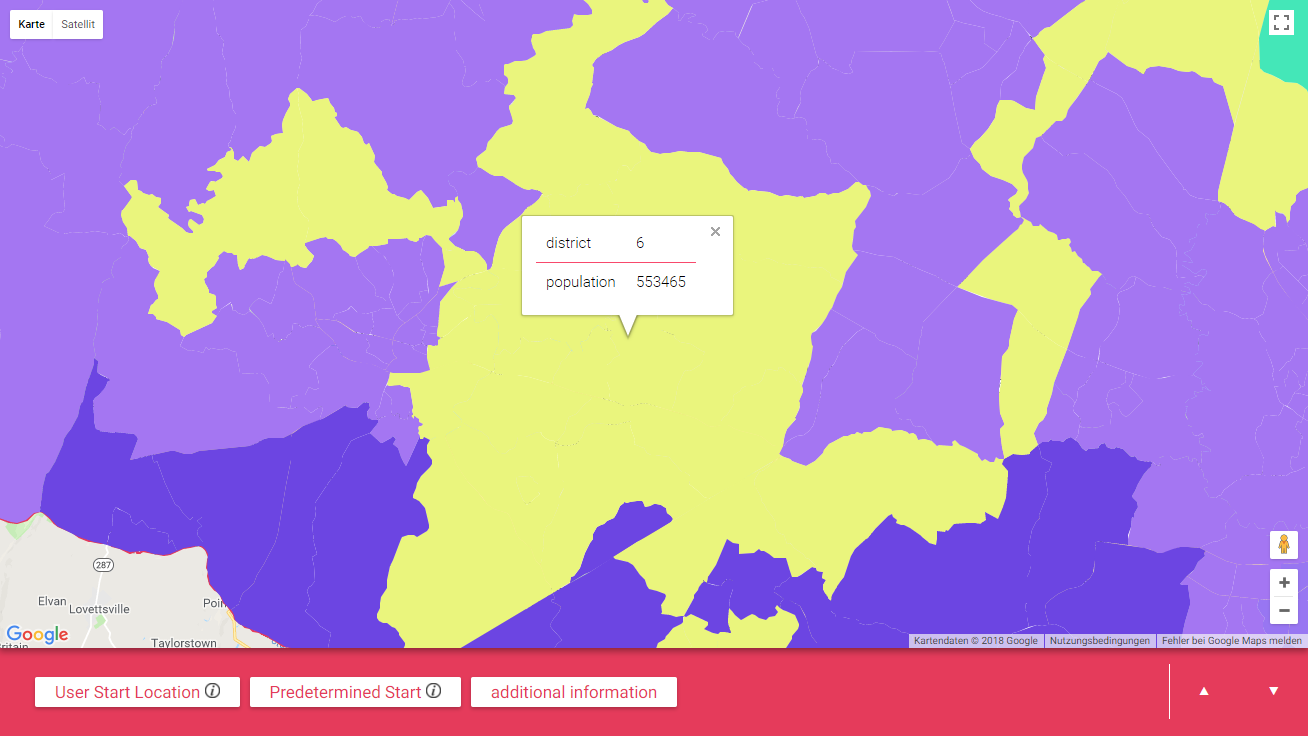 Karte Satellit
district 6
population 553465
287
Elvan
Lovettsville
Poin
Taylorstown
Google
ritain
Kartendaten © 2018 Google Nutzungsbedingungen Fehler bei Google Maps melden
User Start Location Predetermined Start additional information